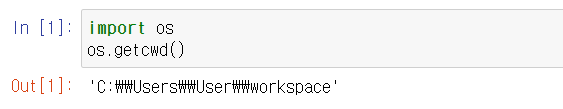 In [1]: import os
os.getcwd()
Out[1]: 'C:₩₩Users₩₩User₩₩workspace'